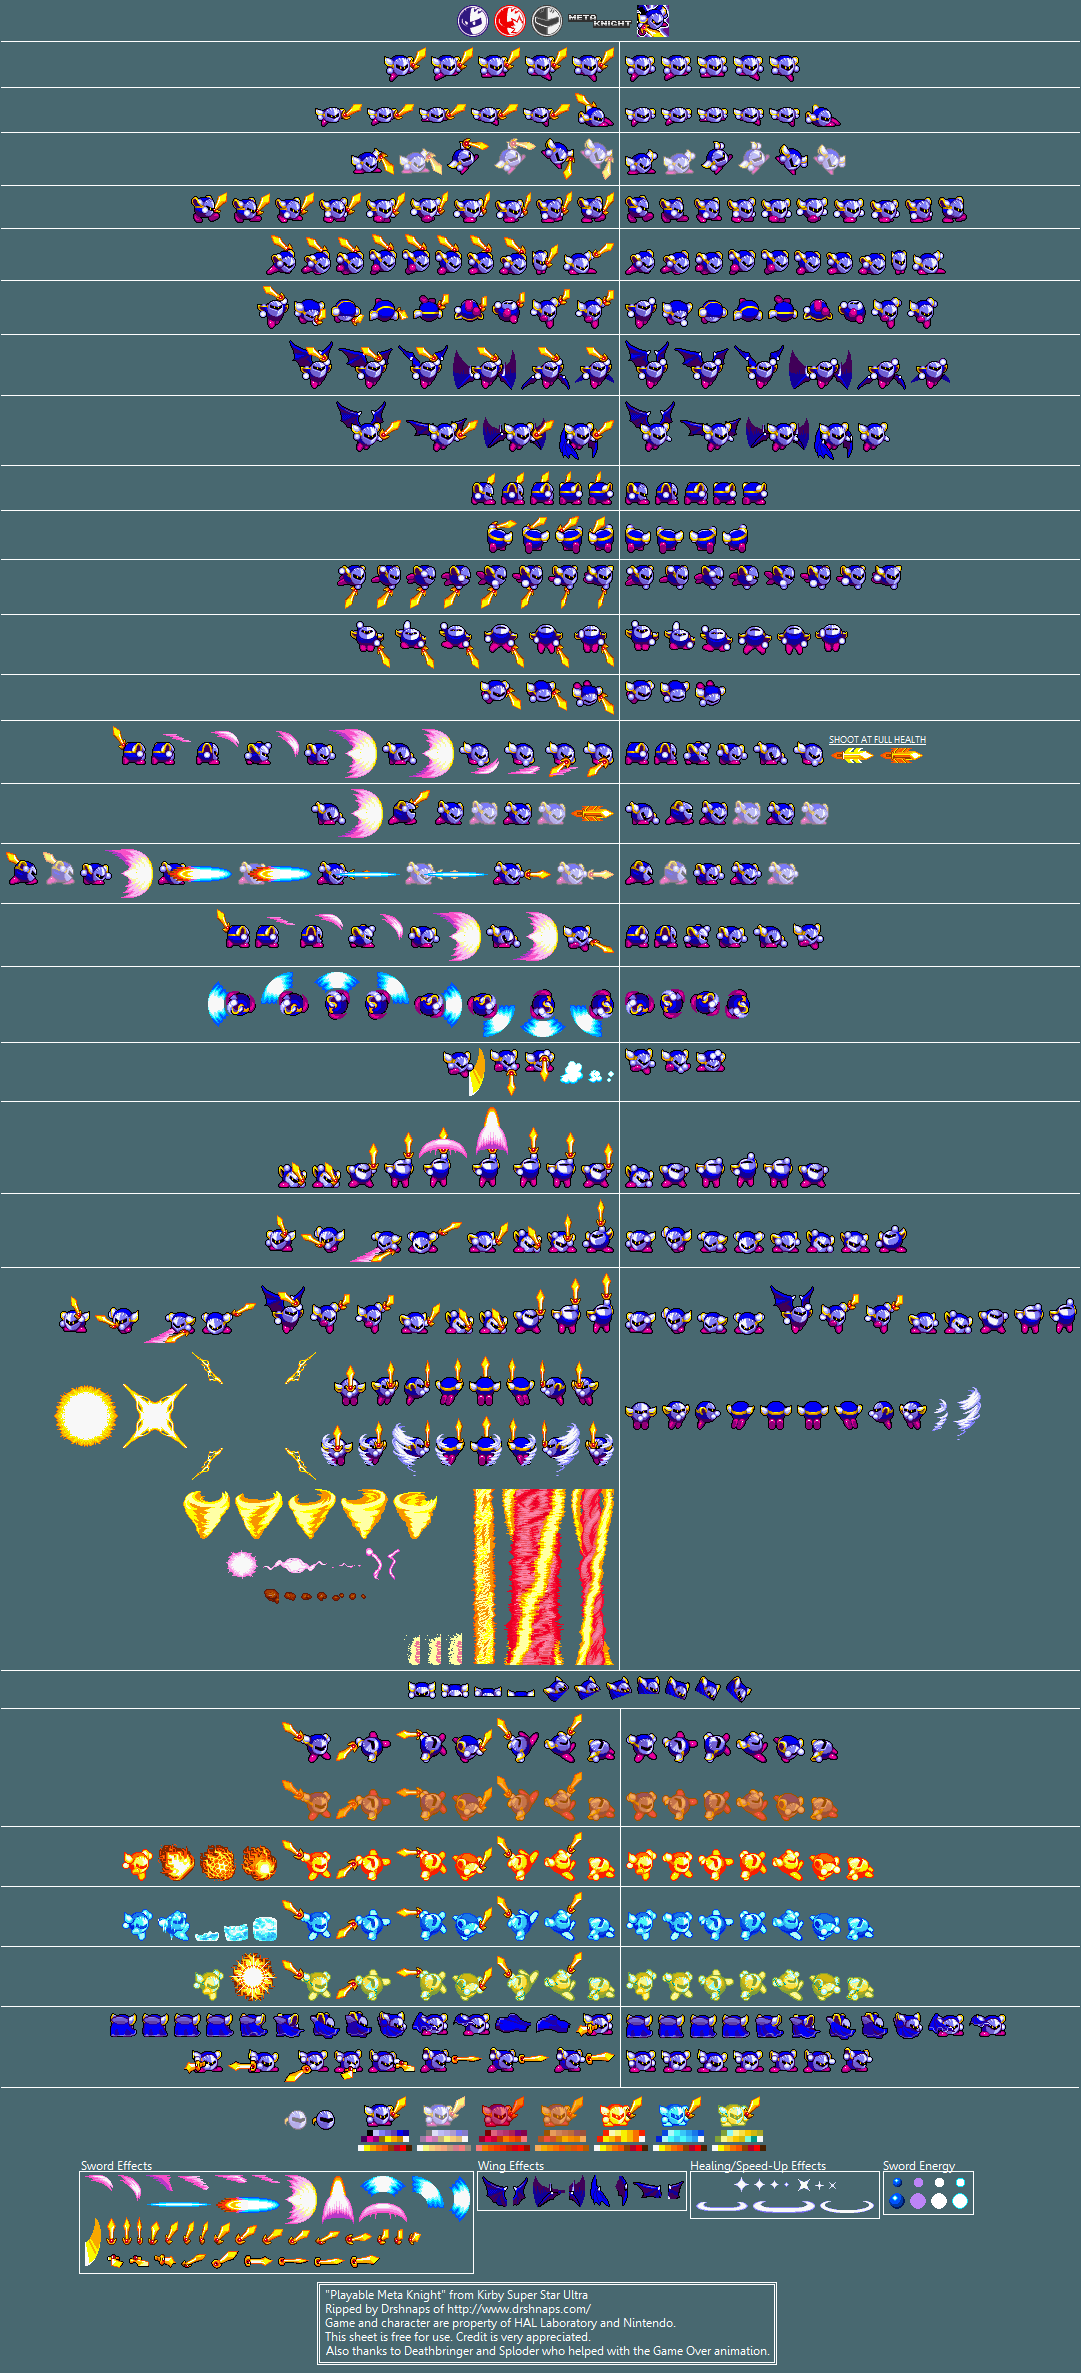 META
KNIGHT
SHOOT AT FULL HEALTH
Sword Effects
Wing Effects
Healing/Speed-Up Effects
Sword Energy
"Playable Meta Knight" from Kirby Super Star Ultra
Ripped by Drshnaps of http://www.drshnaps.com/
Game and character are property of HAL Laboratory and Nintendo.
This sheet is free for use. Credit is very appreciated.
Also thanks to Deathbringer and Sploder who helped with the Game Over animation.